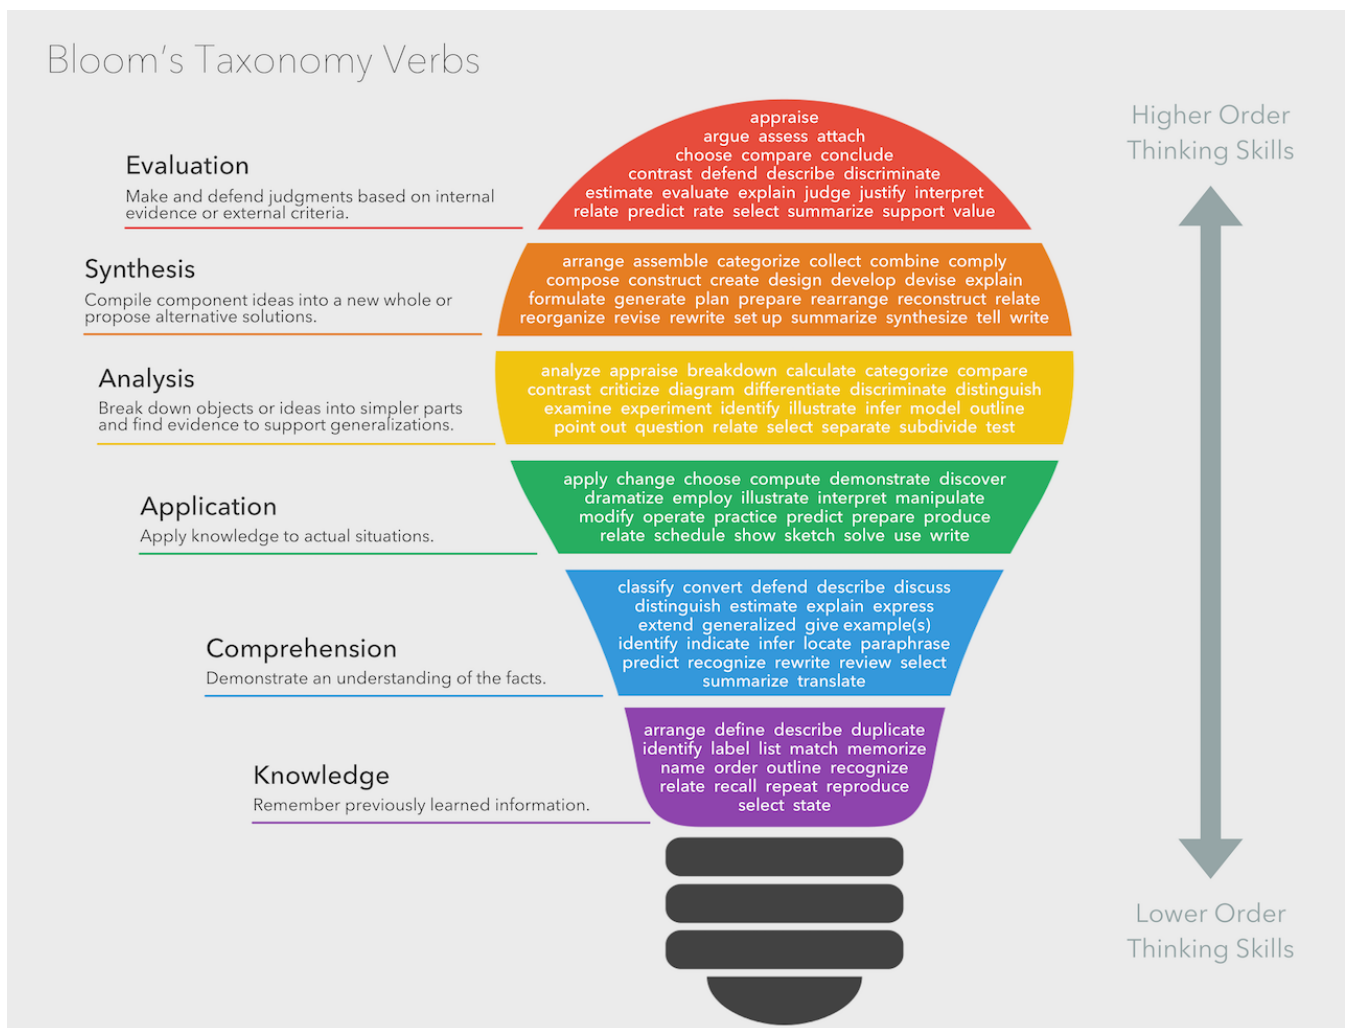 Bloom's Taxonomy Verbs
Higher Order
Thinking Skills
Evaluation
Make and defend judgments based on internal
evidence or external criteria.
appraise
argue assess attach
choose compare conclude
contrast defend describe discriminate
estimate evaluate explain judge justify interpret
relate predict rate select summarize support value
Synthesis
Compile component ideas into a new whole or
propose alternative solutions.
arrange assemble categorize collect combine comply
compose construct create design develop devise explain
formulate generate plan prepare rearrange reconstruct relate
reorganize revise rewrite set up summarize synthesize tell write
Analysis
Break down objects or ideas into simpler parts
and find evidence to support generalizations.
analyze appraise breakdown calculate categorize compare
contrast criticize diagram differentiate discriminate distinguish
examine experiment identify illustrate infer model outline
point out question relate select separate subdivide test
Application
Apply knowledge to actual situations.
apply change choose compute demonstrate discover
dramatize employ illustrate interpret manipulate
modify operate practice predict prepare produce
relate schedule show sketch solve use write
Comprehension
Demonstrate an understanding of the facts.
classify convert defend describe discuss
distinguish estimate explain express
extend generalized give example(s)
identify indicate infer locate paraphrase
predict recognize rewrite review select
summarize translate
Knowledge
Remember previously learned information.
arrange define describe duplicate
identify label list match memorize
name order outline recognize
relate recall repeat reproduce
select state
Lower Order
Thinking Skills